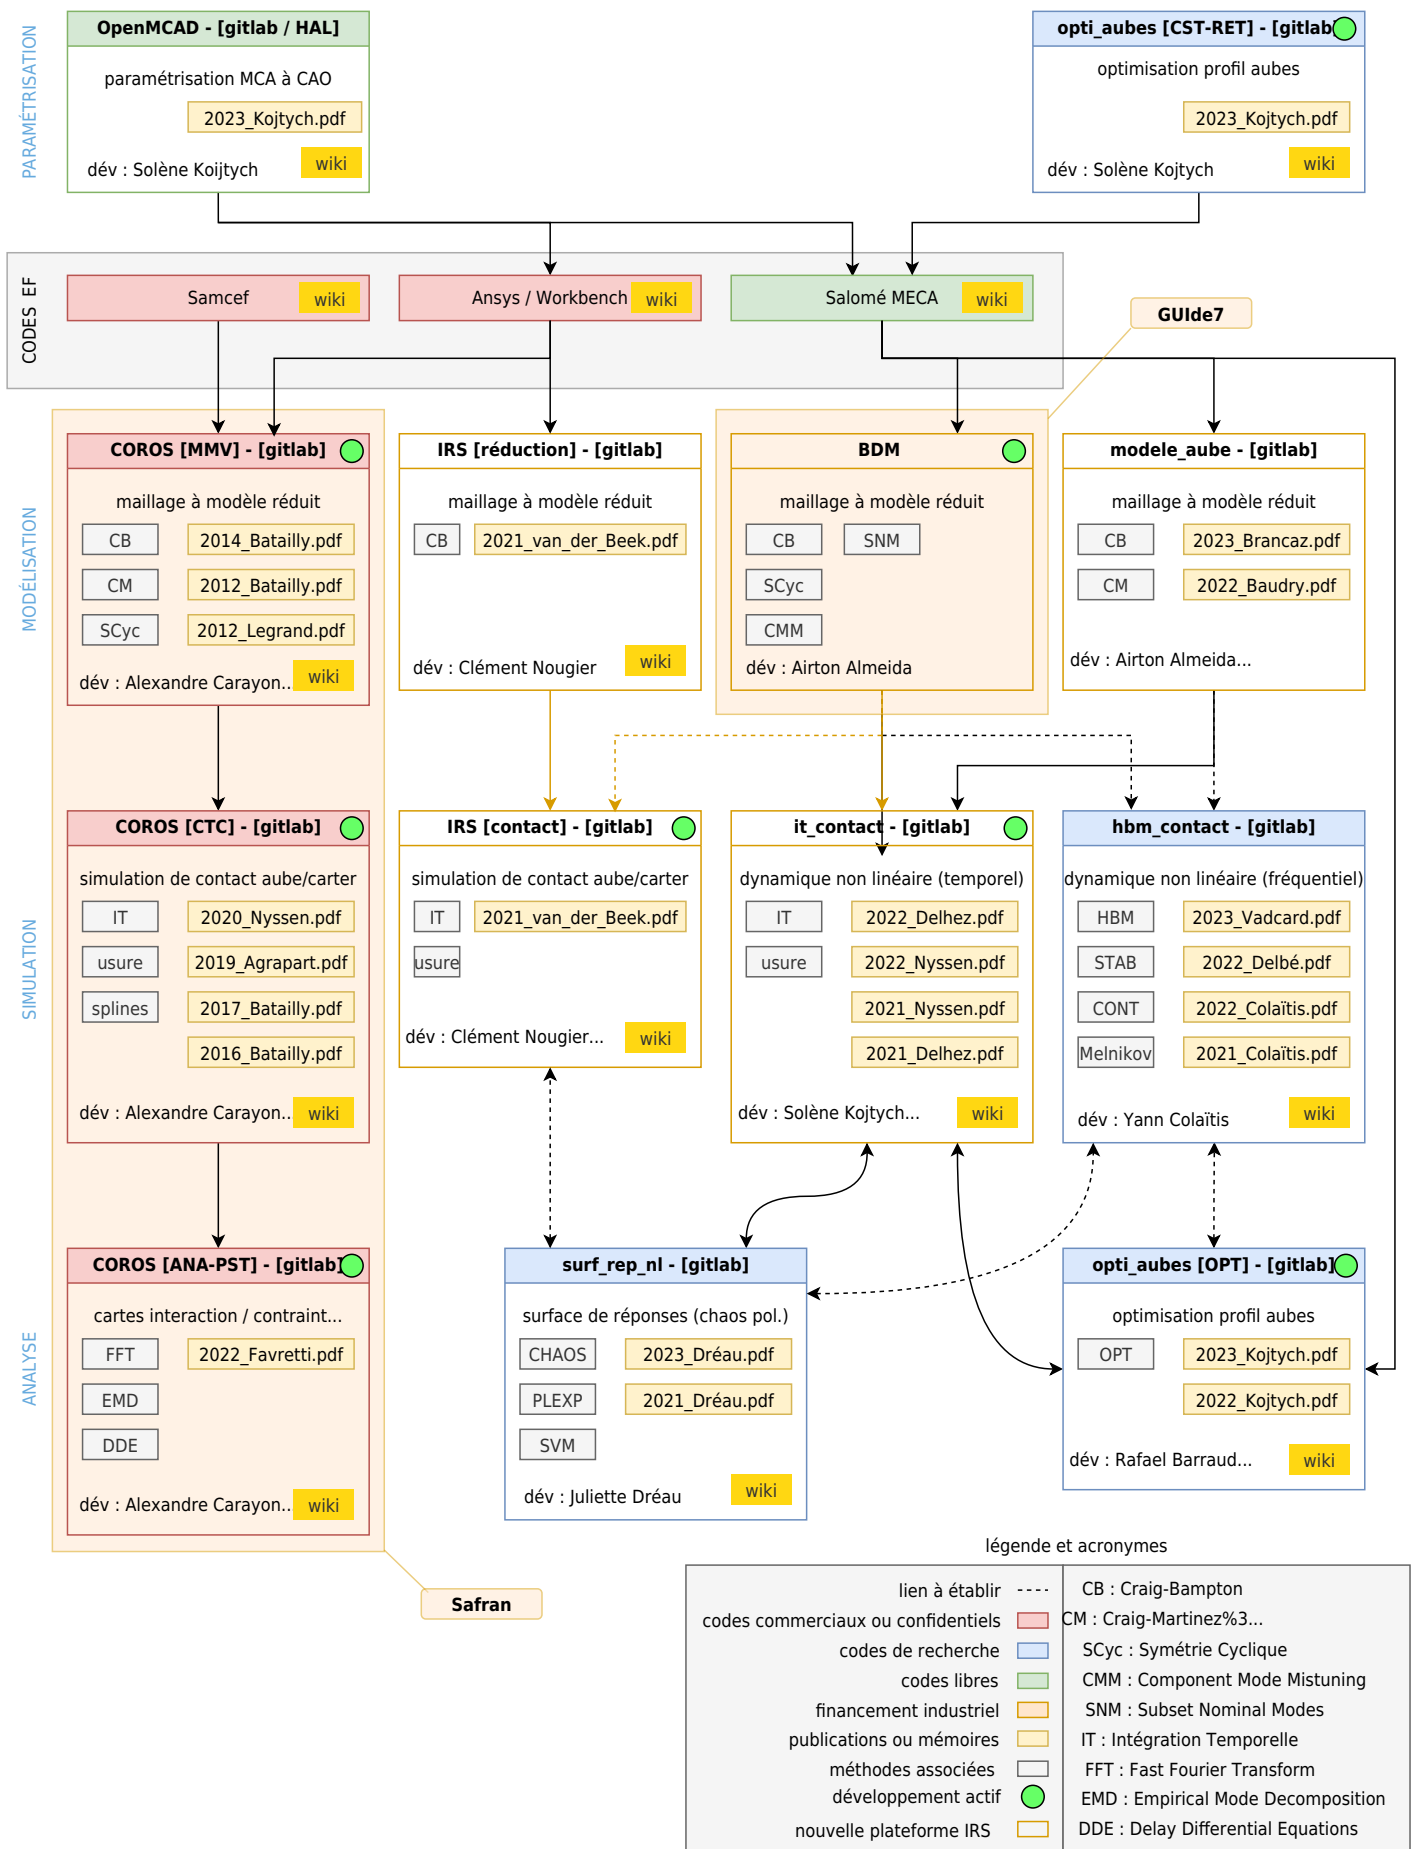 PARAMÉTRISATION
OpenMCAD - [gitlab / HAL]
paramétrisation MCA à CAO
2023_Kojtych.pdf
dév : Solène Koijtych
wiki
opti_aubes [CST-RET] - [gitlab]
optimisation profil aubes
2023_Kojtych.pdf
dév : Solène Kojtych
wiki
CODES EF
Samcef
wiki
Ansys / Workbench
wiki
Salomé MECA
wiki
GUIde7
MODÉLISATION
COROS [MMV] - [gitlab]
maillage à modèle réduit
CB
2014_Batailly.pdf
CM
2012_Batailly.pdf
SCyc
2012_Legrand.pdf
dév : Alexandre Carayon...
wiki
IRS [réduction] - [gitlab]
maillage à modèle réduit
CB
2021_van_der_Beek.pdf
dév : Clément Nougier
wiki
BDM
maillage à modèle réduit
CB
SNM
SCyc
CMM
dév : Airton Almeida
modele_aube - [gitlab]
maillage à modèle réduit
CB
2023_Brancaz.pdf
CM
2022_Baudry.pdf
dév : Airton Almeida...
SIMULATION
COROS [CTC] - [gitlab]
simulation de contact aube/carter
IT
2020_Nyssen.pdf
usure
2019_Agrapart.pdf
splines
2017_Batailly.pdf
2016_Batailly.pdf
dév : Alexandre Carayon...
wiki
IRS [contact] - [gitlab]
simulation de contact aube/carter
IT
2021_van_der_Beek.pdf
usure
dév : Clément Nougier...
wiki
it_contact - [gitlab]
dynamique non linéaire (temporel)
IT
2022_Delhez.pdf
usure
2022_Nyssen.pdf
2021_Nyssen.pdf
2021_Delhez.pdf
dév : Solène Kojtych...
wiki
hbm_contact - [gitlab]
dynamique non linéaire (fréquentiel)
HBM
2023_Vadcard.pdf
STAB
2022_Delbé.pdf
CONT
2022_Colaïtis.pdf
Melnikov
2021_Colaïtis.pdf
dév : Yann Colaïtis
wiki
ANALYSE
COROS [ANA-PST] - [gitlab]
cartes interaction / contraint...
FFT
2022_Favretti.pdf
EMD
DDE
dév : Alexandre Carayon...
wiki
surf_rep_nl - [gitlab]
surface de réponses (chaos pol.)
CHAOS
2023_Dréau.pdf
PLEXP
2021_Dréau.pdf
SVM
dév : Juliette Dréau
wiki
opti_aubes [OPT] - [gitlab]
optimisation profil aubes
OPT
2023_Kojtych.pdf
2022_Kojtych.pdf
dév : Rafael Barraud...
wiki
Safran
légende et acronymes
lien à établir
codes commerciaux ou confidentiels
codes de recherche
codes libres
financement industriel
publications ou mémoires
méthodes associées
développement actif
nouvelle plateforme IRS
CB : Craig-Bampton
CM : Craig-Martinez%3...
SCyc : Symétrie Cyclique
CMM : Component Mode Mistuning
SNM : Subset Nominal Modes
IT : Intégration Temporelle
FFT : Fast Fourier Transform
EMD : Empirical Mode Decomposition
DDE : Delay Differential Equations